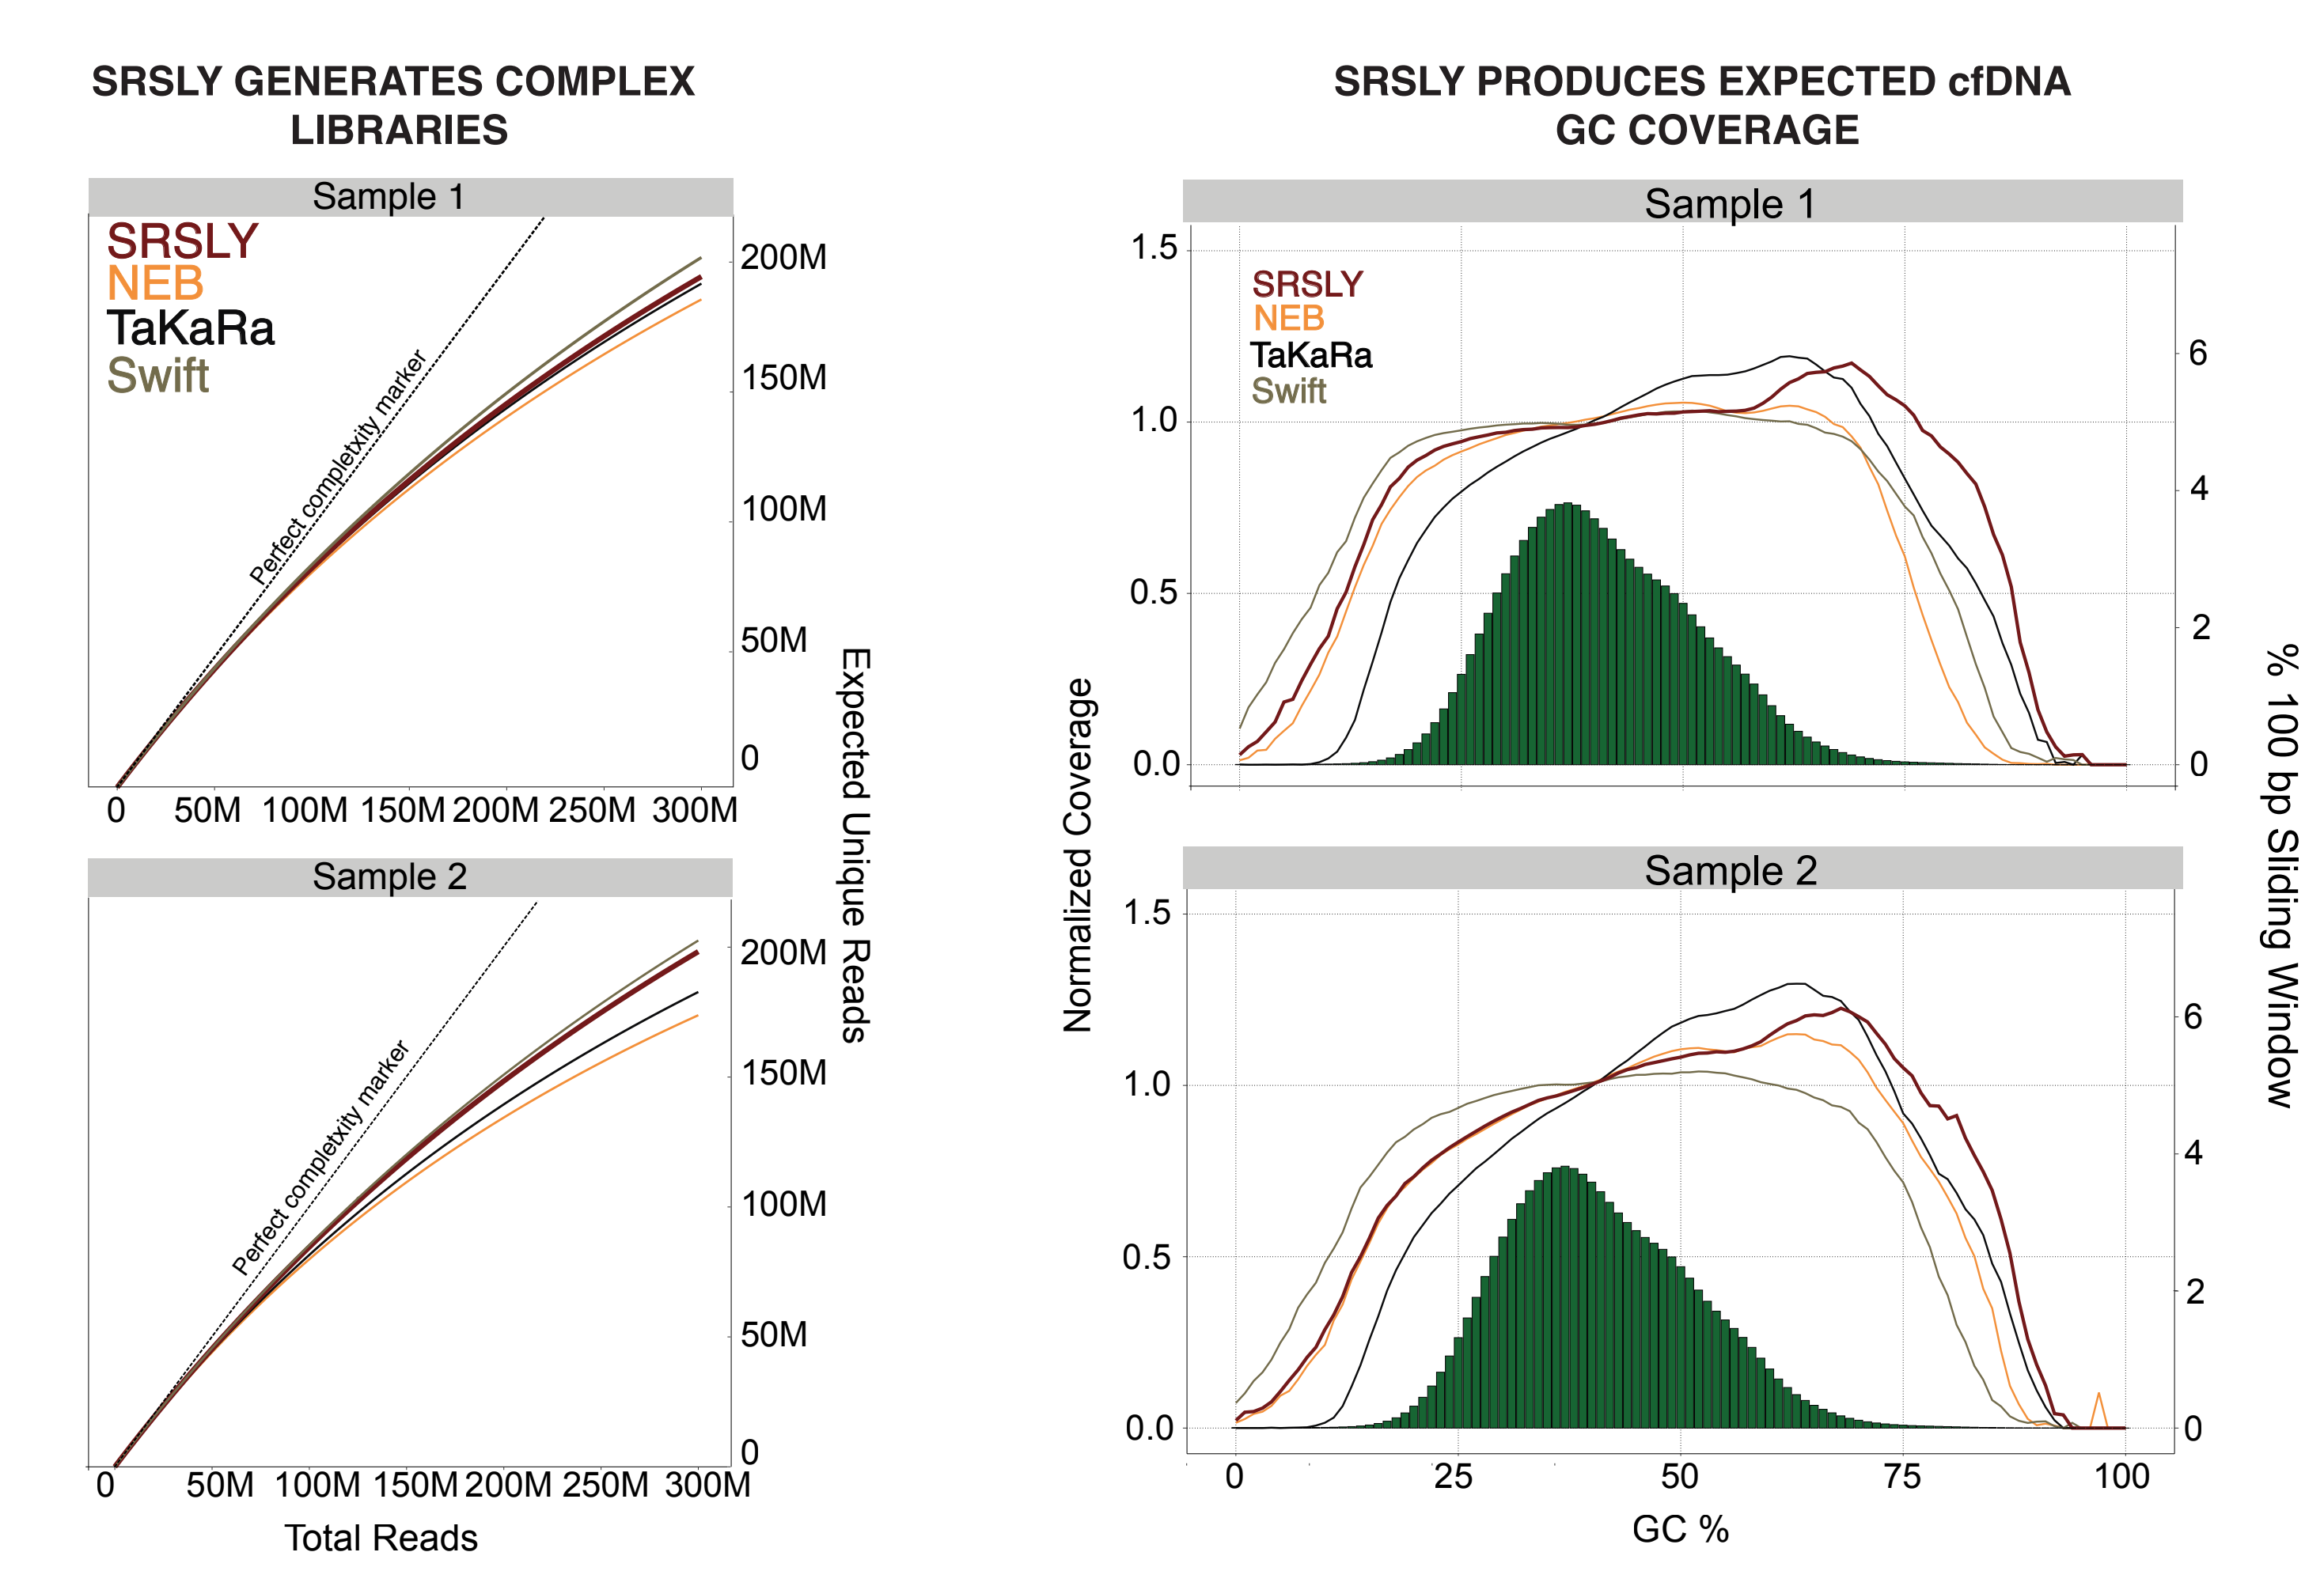 SRSLY GENERATES COMPLEX
LIBRARIES
Sample 1
SRSLY
NEB
TaKaRa
Swift
Perfect completxity marker
200M
150M
100M
50M
0
0 50M 100M 150M 200M 250M 300M
Sample 2
Perfect completxity marker
200M
150M
100M
50M
0
0 50M 100M 150M 200M 250M 300M
Total Reads
Expected Unique Reads
SRSLY PRODUCES EXPECTED cfDNA
GC COVERAGE
Sample 1
SRSLY
NEB
TaKaRa
Swift
1.5
1.0
0.5
0.0
6
4
2
0
Normalized Coverage
% 100 bp Sliding Window
Sample 2
1.5
1.0
0.5
0.0
6
4
2
0
0 25 50 75 100
GC %